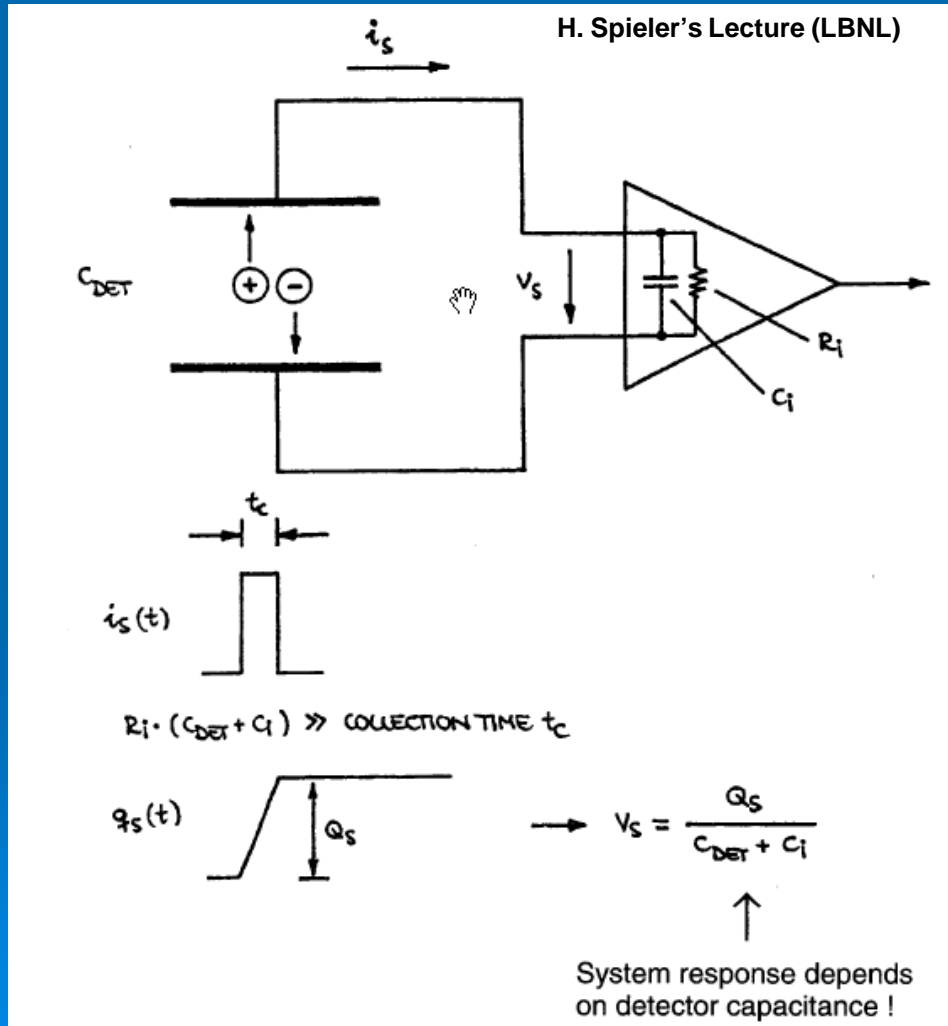 H. Spieler's Lecture (LBNL)
i_s
C_DET
+ −
V_s
R_i
C_i
t_c
i_s(t)
R_i · (C_DET + C_i) >> COLLECTION TIME t_c
q_s(t)
Q_s
→ V_s = Q_s / (C_DET + C_i)
System response depends
on detector capacitance !